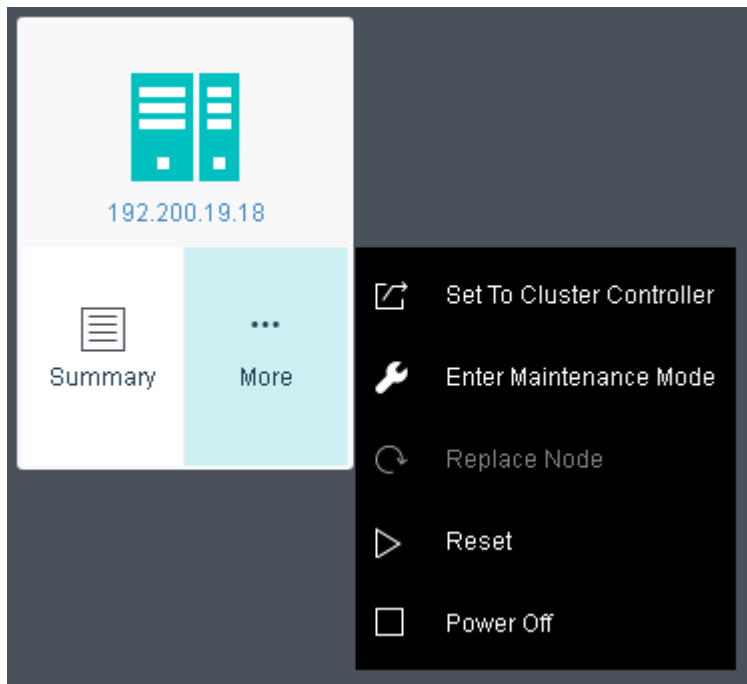 192.200.19.18
Summary
More
Set To Cluster Controller
Enter Maintenance Mode
Replace Node
Reset
Power Off